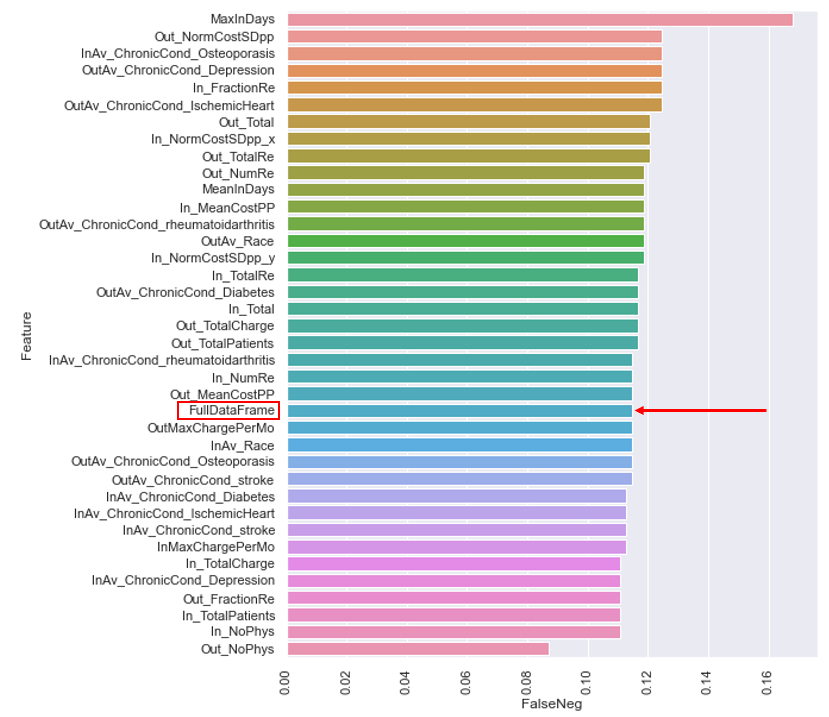 MaxInDays
Out_NormCostSDpp
InAv_ChronicCond_Osteoporasis
OutAv_ChronicCond_Depression
In_FractionRe
OutAv_ChronicCond_IschemicHeart
Out_Total
In_NormCostSDpp_x
Out_TotalRe
Out_NumRe
MeanInDays
In_MeanCostPP
OutAv_ChronicCond_rheumatoidarthritis
OutAv_Race
In_NormCostSDpp_y
In_TotalRe
OutAv_ChronicCond_Diabetes
In_Total
Out_TotalCharge
Out_TotalPatients
InAv_ChronicCond_rheumatoidarthritis
In_NumRe
Out_MeanCostPP
FullDataFrame
OutMaxChargePerMo
InAv_Race
OutAv_ChronicCond_Osteoporasis
OutAv_ChronicCond_stroke
InAv_ChronicCond_Diabetes
InAv_ChronicCond_IschemicHeart
InAv_ChronicCond_stroke
InMaxChargePerMo
In_TotalCharge
InAv_ChronicCond_Depression
Out_FractionRe
In_TotalPatients
In_NoPhys
Out_NoPhys
Feature
0.00 0.02 0.04 0.06 0.08 0.10 0.12 0.14 0.16
FalseNeg